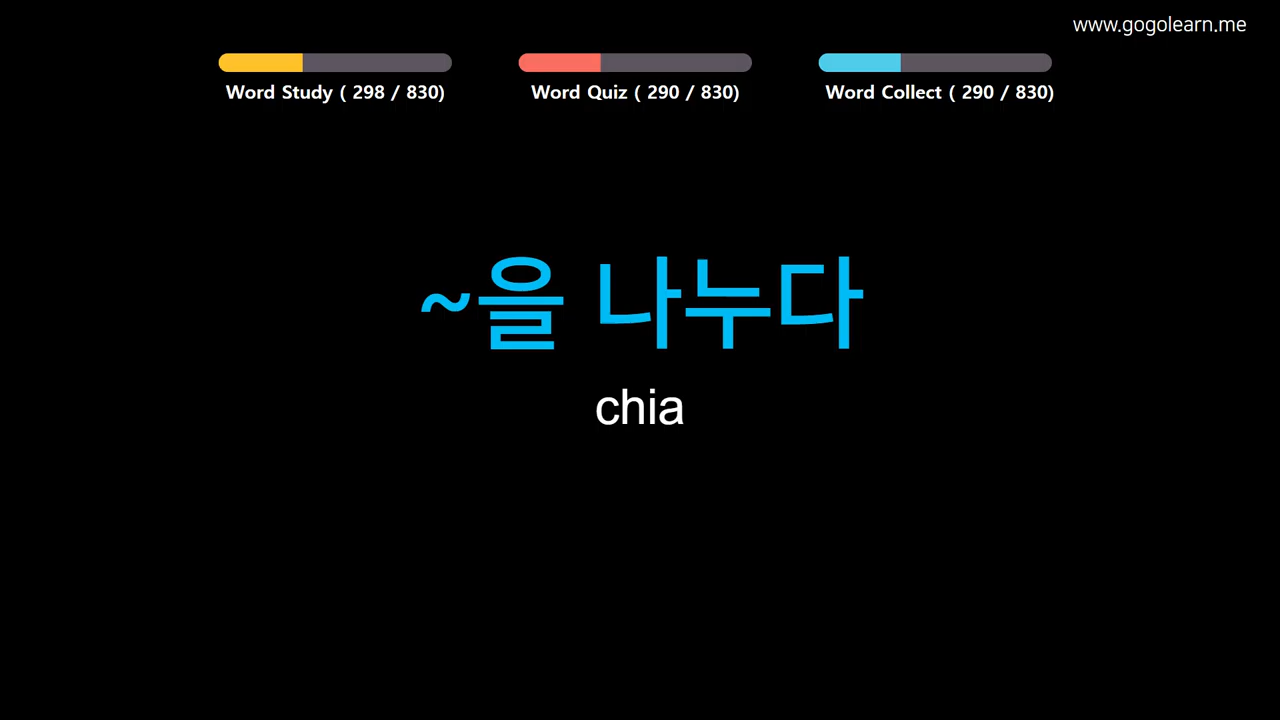 www.gogolearn.me
Word Study ( 298 / 830)
Word Quiz ( 290 / 830)
Word Collect ( 290 / 830)
~을 나누다
chia